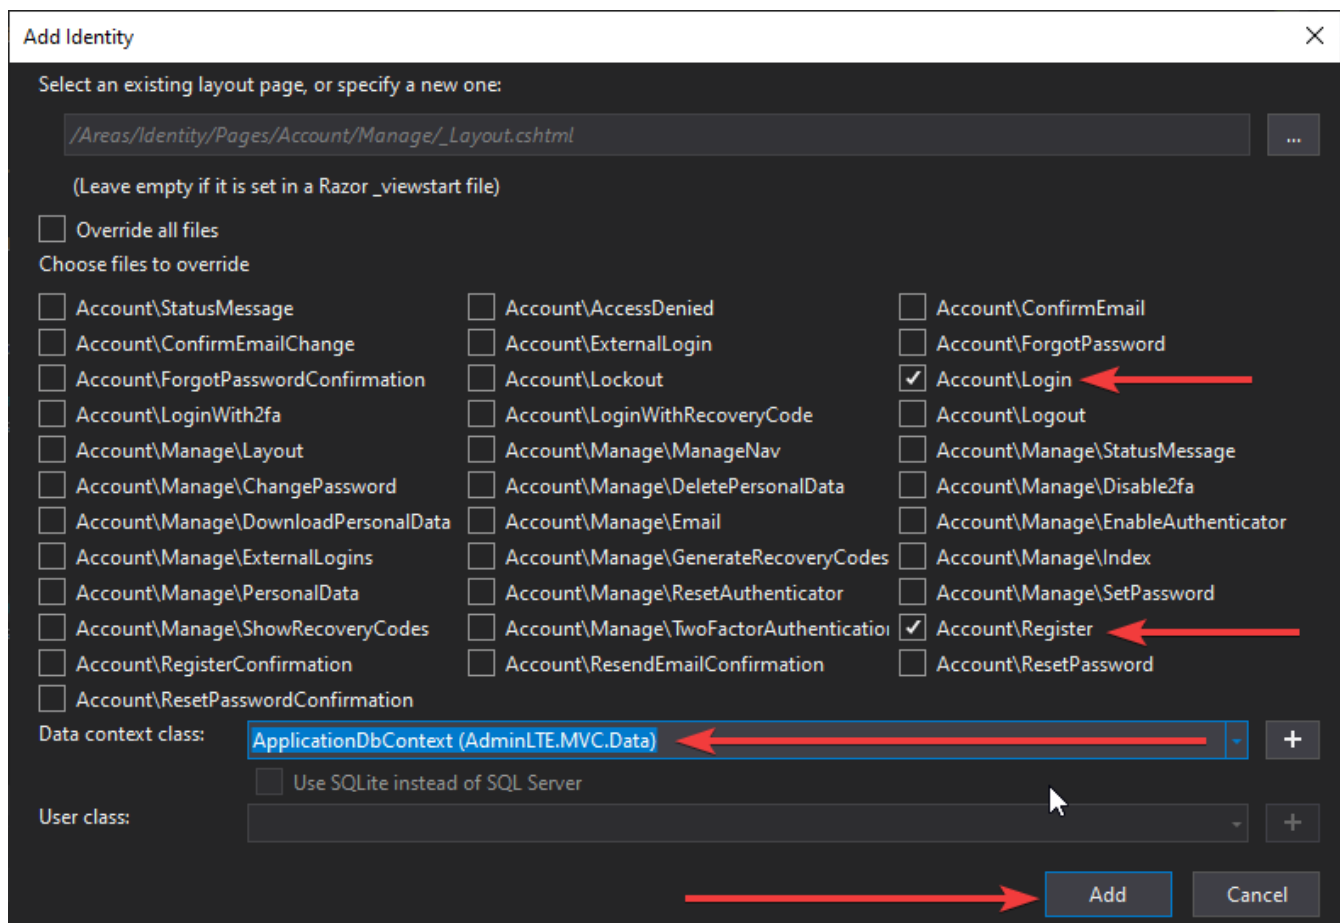 Add Identity
Select an existing layout page, or specify a new one:
/Areas/Identity/Pages/Account/Manage/_Layout.cshtml
...
(Leave empty if it is set in a Razor _viewstart file)
Override all files
Choose files to override
Account\StatusMessage Account\AccessDenied Account\ConfirmEmail
Account\ConfirmEmailChange Account\ExternalLogin Account\ForgotPassword
Account\ForgotPasswordConfirmation Account\Lockout Account\Login
Account\LoginWith2fa Account\LoginWithRecoveryCode Account\Logout
Account\Manage\Layout Account\Manage\ManageNav Account\Manage\StatusMessage
Account\Manage\ChangePassword Account\Manage\DeletePersonalData Account\Manage\Disable2fa
Account\Manage\DownloadPersonalData Account\Manage\Email Account\Manage\EnableAuthenticator
Account\Manage\ExternalLogins Account\Manage\GenerateRecoveryCodes Account\Manage\Index
Account\Manage\PersonalData Account\Manage\ResetAuthenticator Account\Manage\SetPassword
Account\Manage\ShowRecoveryCodes Account\Manage\TwoFactorAuthentication Account\Register
Account\RegisterConfirmation Account\ResendEmailConfirmation Account\ResetPassword
Account\ResetPasswordConfirmation
Data context class: ApplicationDbContext (AdminLTE.MVC.Data) +
Use SQLite instead of SQL Server
User class: +
Add Cancel